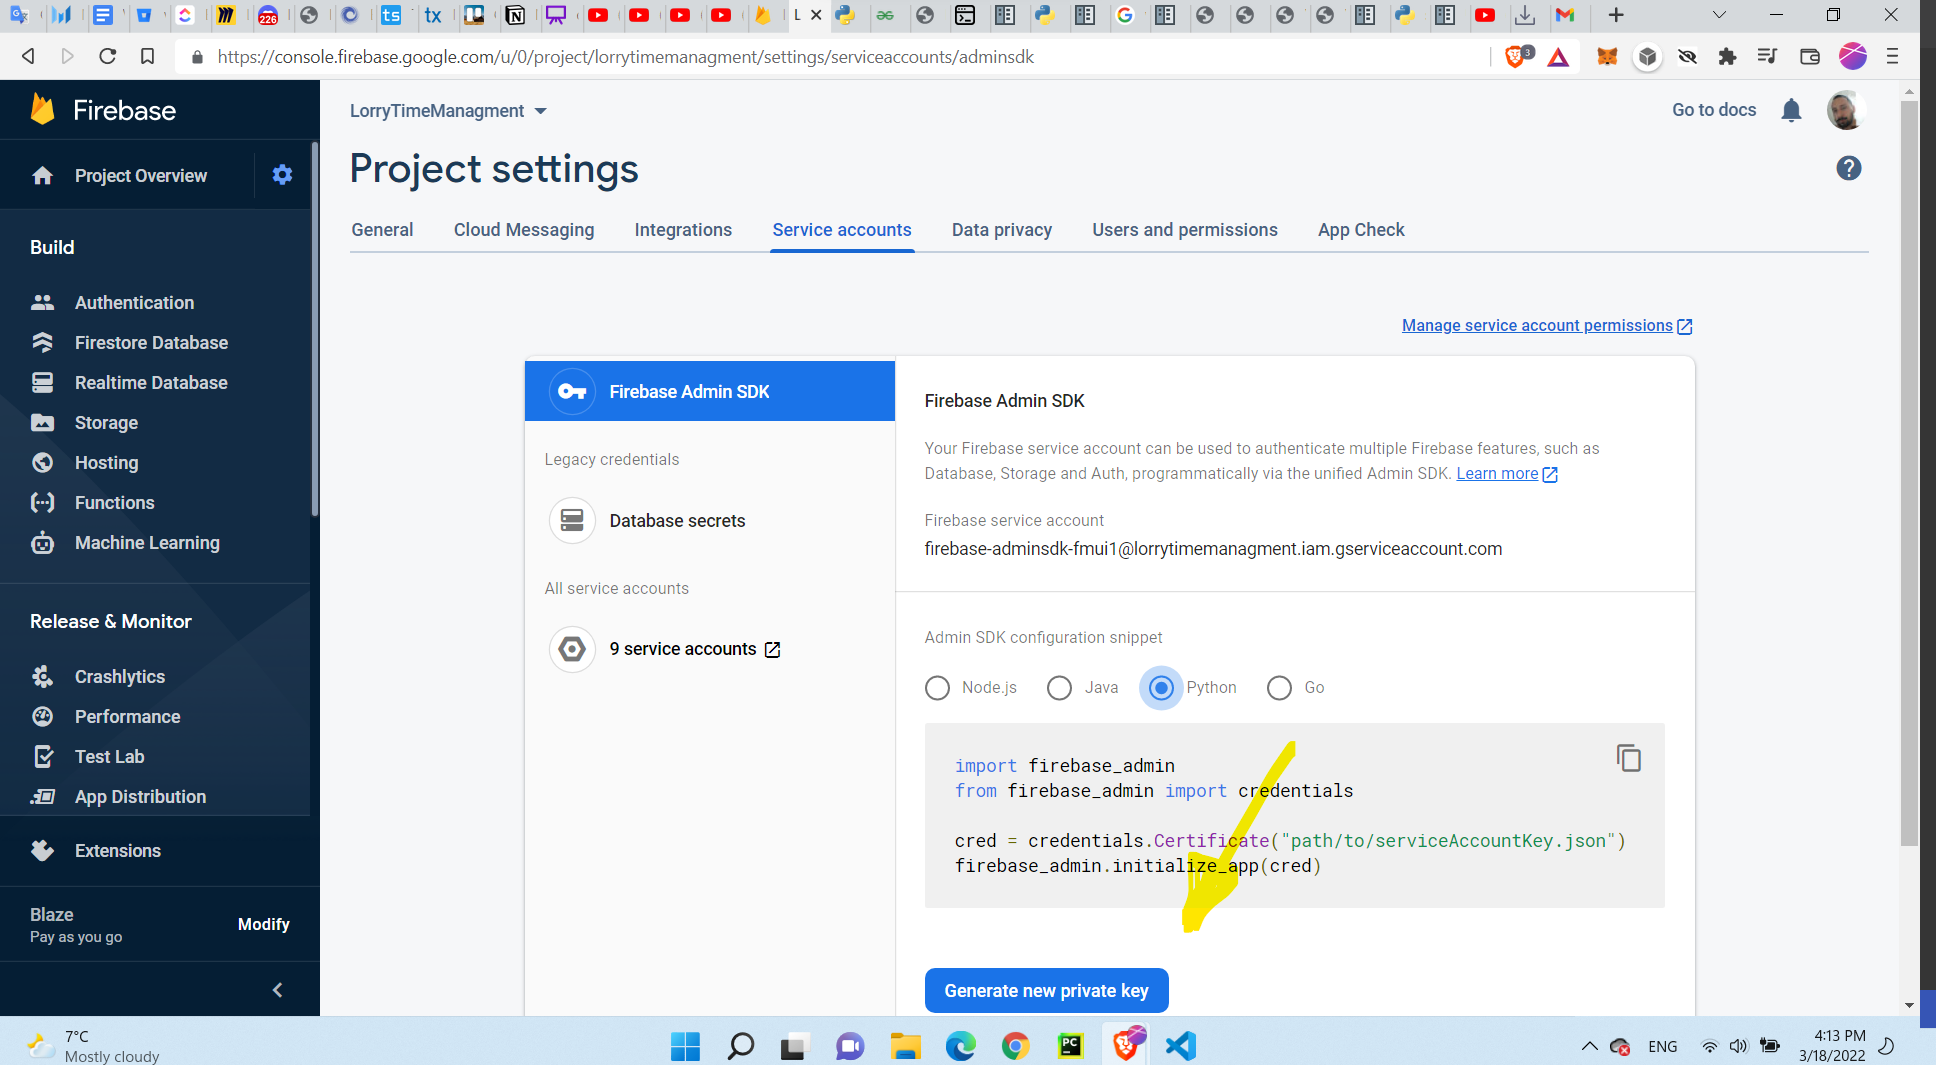 226
ts
tx
L
https://console.firebase.google.com/u/0/project/lorrytimemanagment/settings/serviceaccounts/adminsdk
3
Firebase
LorryTimeManagment
Go to docs
Project Overview
Project settings
?
General
Cloud Messaging
Integrations
Service accounts
Data privacy
Users and permissions
App Check
Build
Authentication
Firestore Database
Realtime Database
Storage
Hosting
Functions
Machine Learning
Release & Monitor
Crashlytics
Performance
Test Lab
App Distribution
Extensions
Blaze
Pay as you go
Modify
Manage service account permissions
Firebase Admin SDK
Legacy credentials
Database secrets
All service accounts
9 service accounts
Firebase Admin SDK
Your Firebase service account can be used to authenticate multiple Firebase features, such as
Database, Storage and Auth, programmatically via the unified Admin SDK. Learn more
Firebase service account
firebase-adminsdk-fmui1@lorrytimemanagment.iam.gserviceaccount.com
Admin SDK configuration snippet
Node.js
Java
Python
Go
import firebase_admin
from firebase_admin import credentials
cred = credentials.Certificate("path/to/serviceAccountKey.json")
firebase_admin.initialize_app(cred)
Generate new private key
7°C
Mostly cloudy
PC
ENG
4:13 PM
3/18/2022